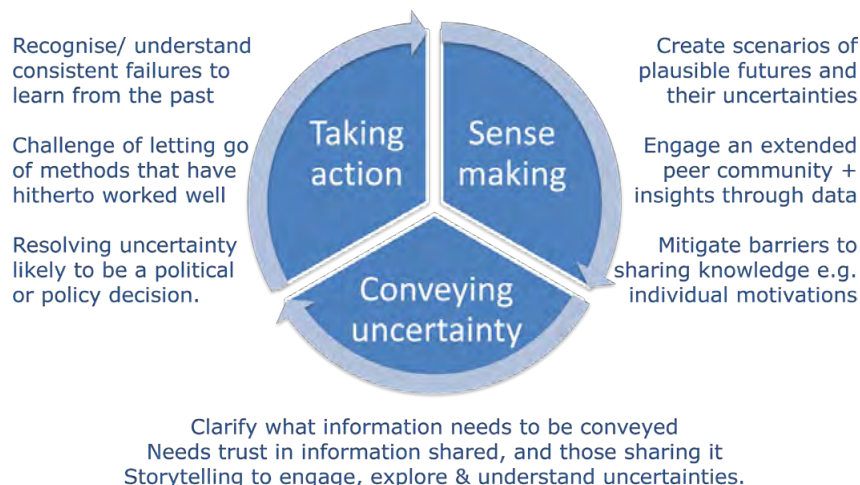 Recognise/ understand
consistent failures to
learn from the past
Challenge of letting go
of methods that have
hitherto worked well
Resolving uncertainty
likely to be a political
or policy decision.
Taking
action
Sense
making
Conveying
uncertainty
Create scenarios of
plausible futures and
their uncertainties
Engage an extended
peer community +
insights through data
Mitigate barriers to
sharing knowledge e.g.
individual motivations
Clarify what information needs to be conveyed
Needs trust in information shared, and those sharing it
Storytelling to engage, explore & understand uncertainties.